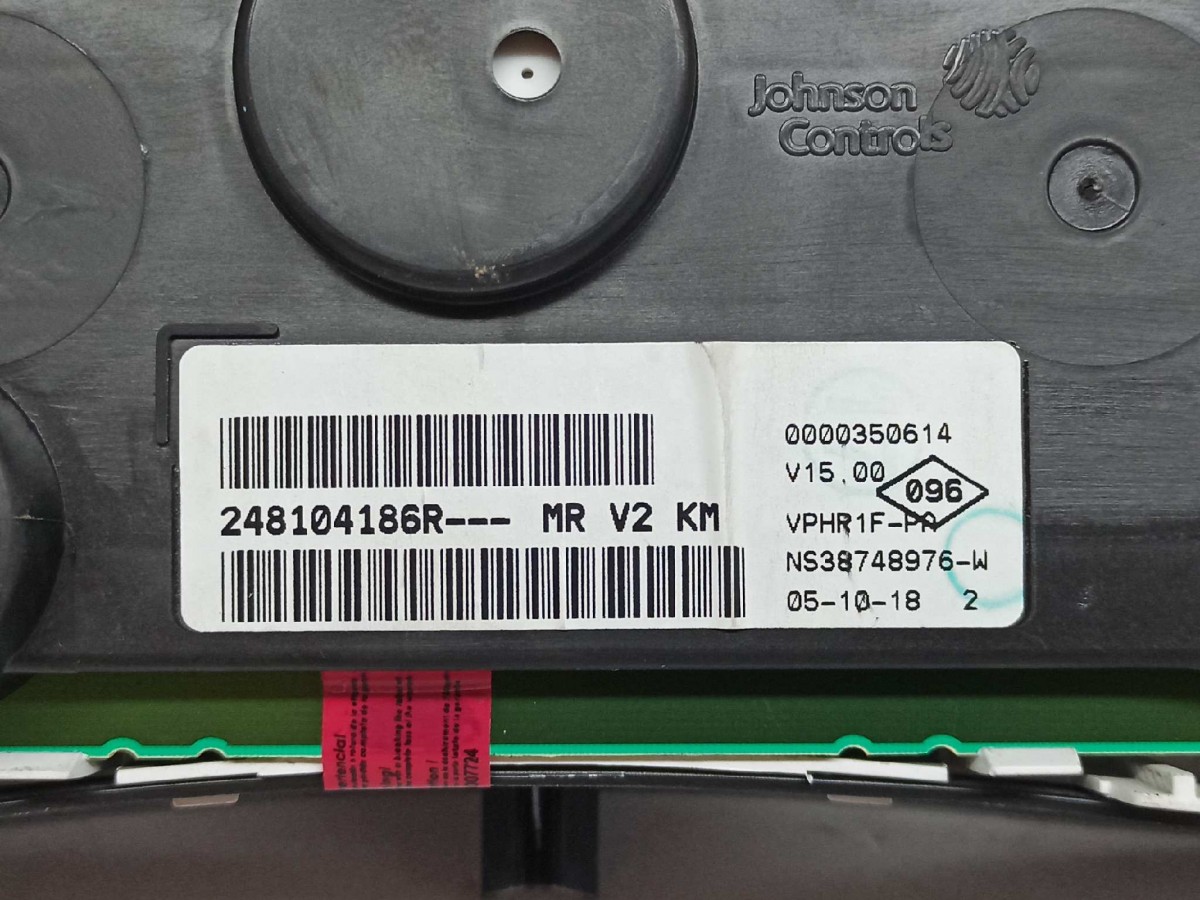 Johnson
Controls
0000350614
V15.00
096
248104186R--- MR V2 KM
VPHR1F-PA
NS38748976-W
05-10-18 2